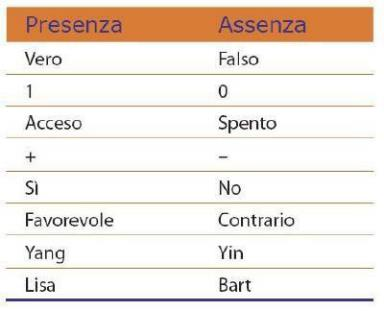 Presenza Assenza
Vero Falso
1 0
Acceso Spento
+ –
Sì No
Favorevole Contrario
Yang Yin
Lisa Bart